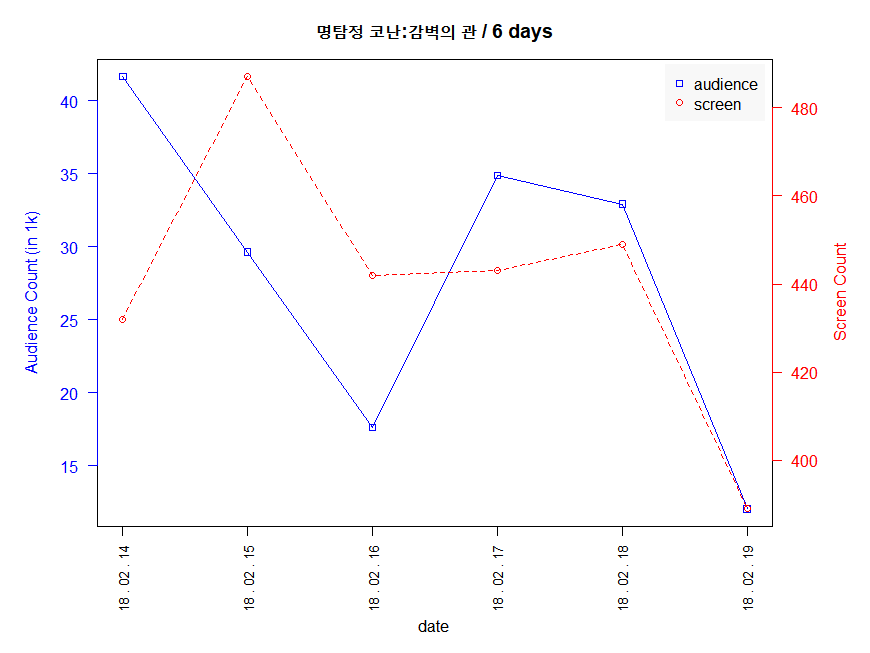 명탐정 코난:감벽의 관 / 6 days
audience
screen
Audience Count (in 1k)
40
35
30
25
20
15
480
460
440
420
400
Screen Count
18 . 02 . 14
18 . 02 . 15
18 . 02 . 16
18 . 02 . 17
18 . 02 . 18
18 . 02 . 19
date